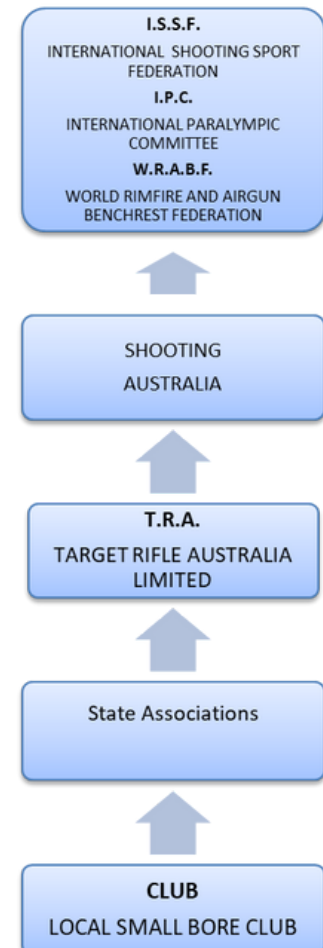 I.S.S.F.
INTERNATIONAL SHOOTING SPORT
FEDERATION
I.P.C.
INTERNATIONAL PARALYMPIC
COMMITTEE
W.R.A.B.F.
WORLD RIMFIRE AND AIRGUN
BENCHREST FEDERATION
SHOOTING
AUSTRALIA
T.R.A.
TARGET RIFLE AUSTRALIA
LIMITED
State Associations
CLUB
LOCAL SMALL BORE CLUB